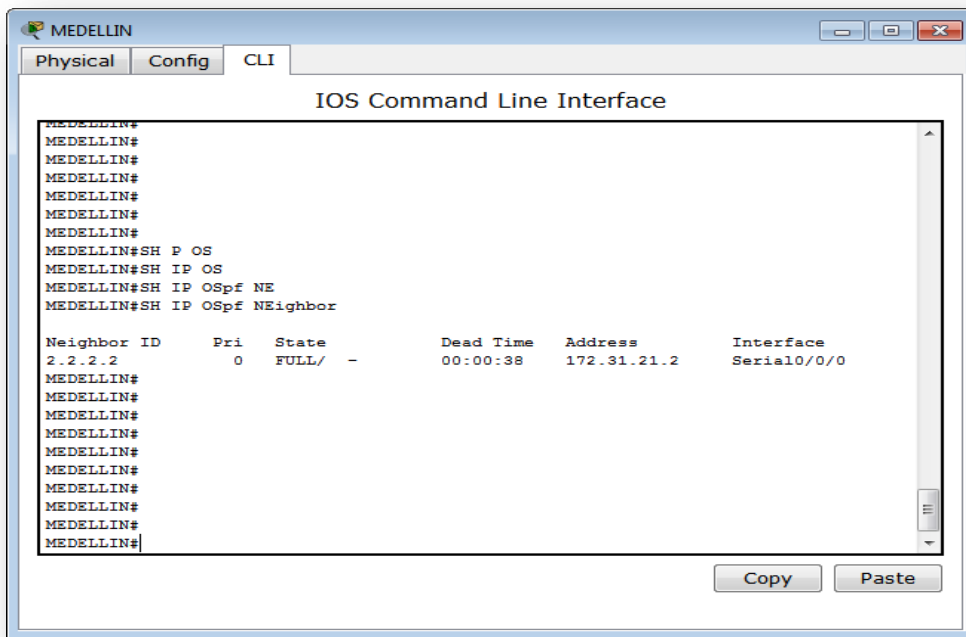 MEDELLIN
Physical Config CLI
IOS Command Line Interface
MEDELLIN#
MEDELLIN#
MEDELLIN#
MEDELLIN#
MEDELLIN#
MEDELLIN#
MEDELLIN#
MEDELLIN#SH P OS
MEDELLIN#SH IP OS
MEDELLIN#SH IP OSpf NE
MEDELLIN#SH IP OSpf NEighbor
Neighbor ID Pri State Dead Time Address Interface
2.2.2.2 0 FULL/ - 00:00:38 172.31.21.2 Serial0/0/0
MEDELLIN#
MEDELLIN#
MEDELLIN#
MEDELLIN#
MEDELLIN#
MEDELLIN#
MEDELLIN#
MEDELLIN#
MEDELLIN#
MEDELLIN#
Copy Paste